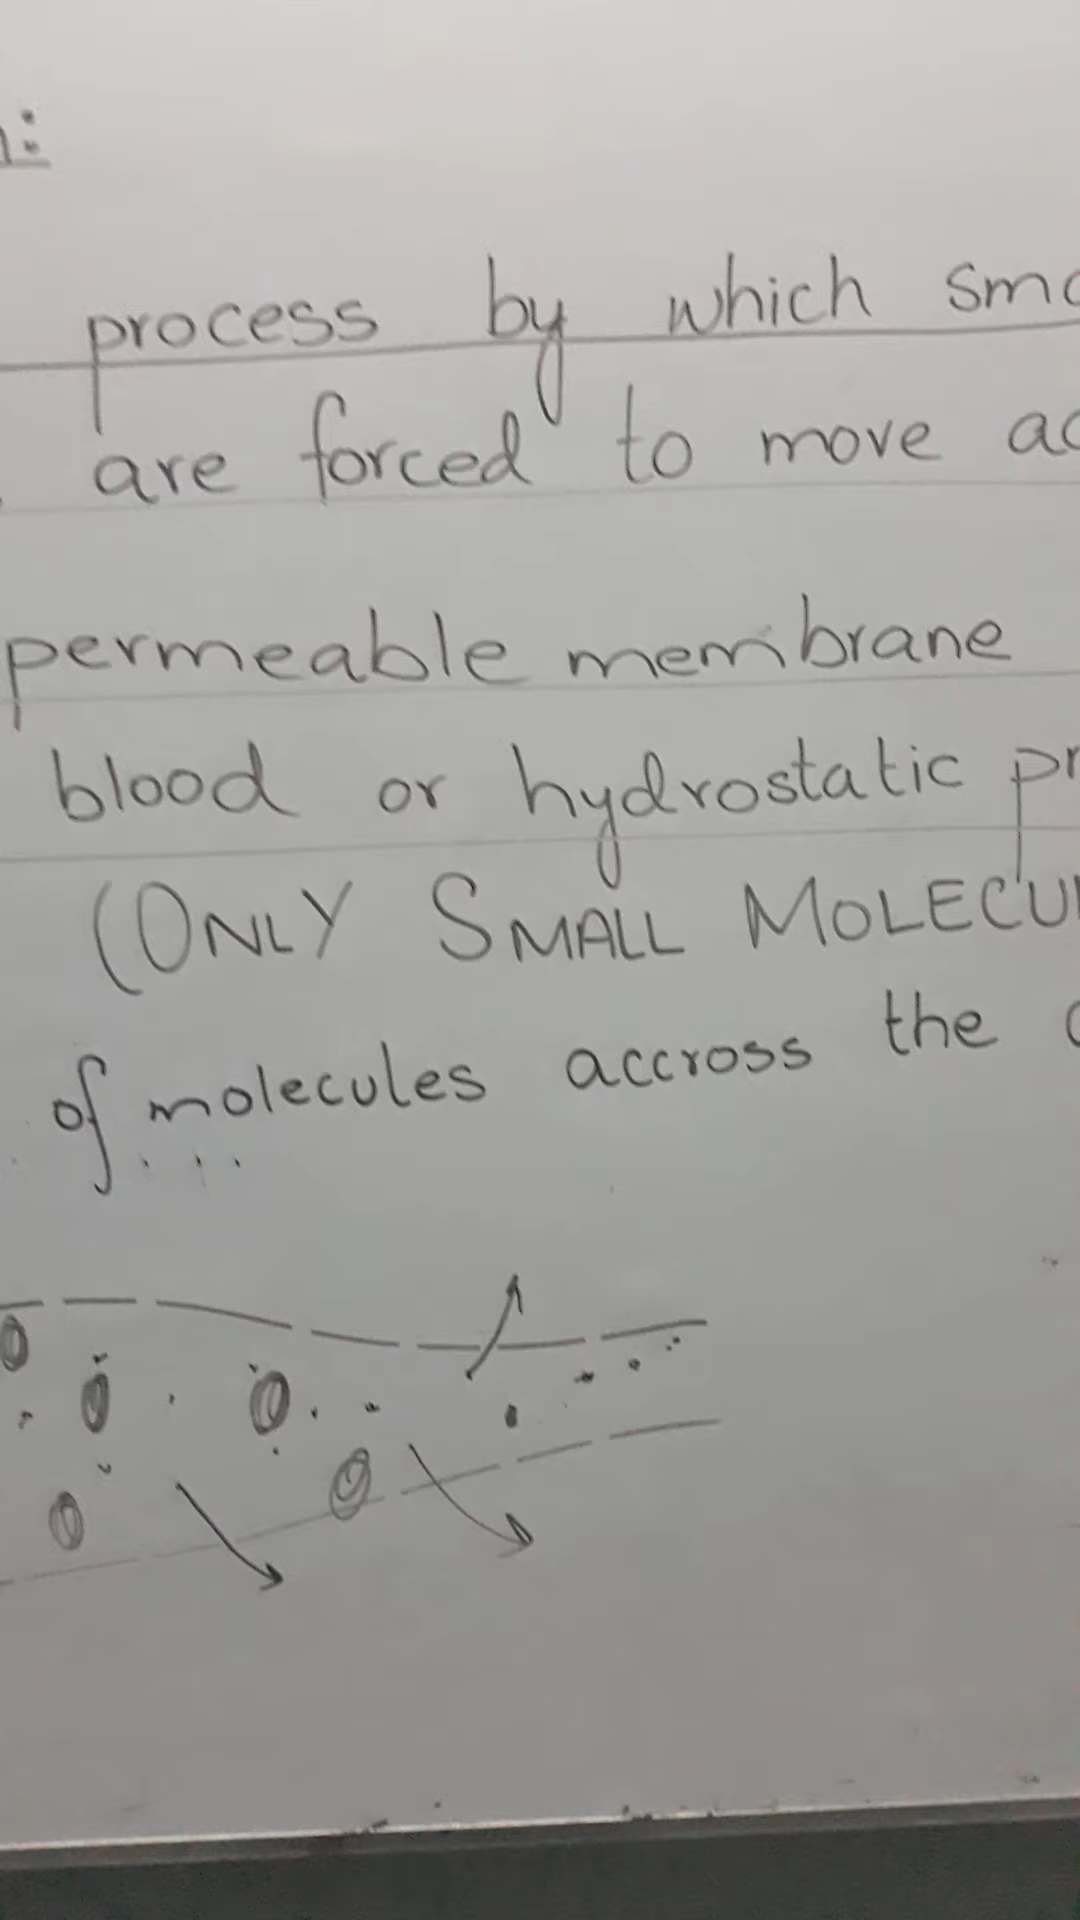 process by which
are forced to move
permeable membrane
blood or hydrostatic
(ONLY SMALL
of molecules accross the